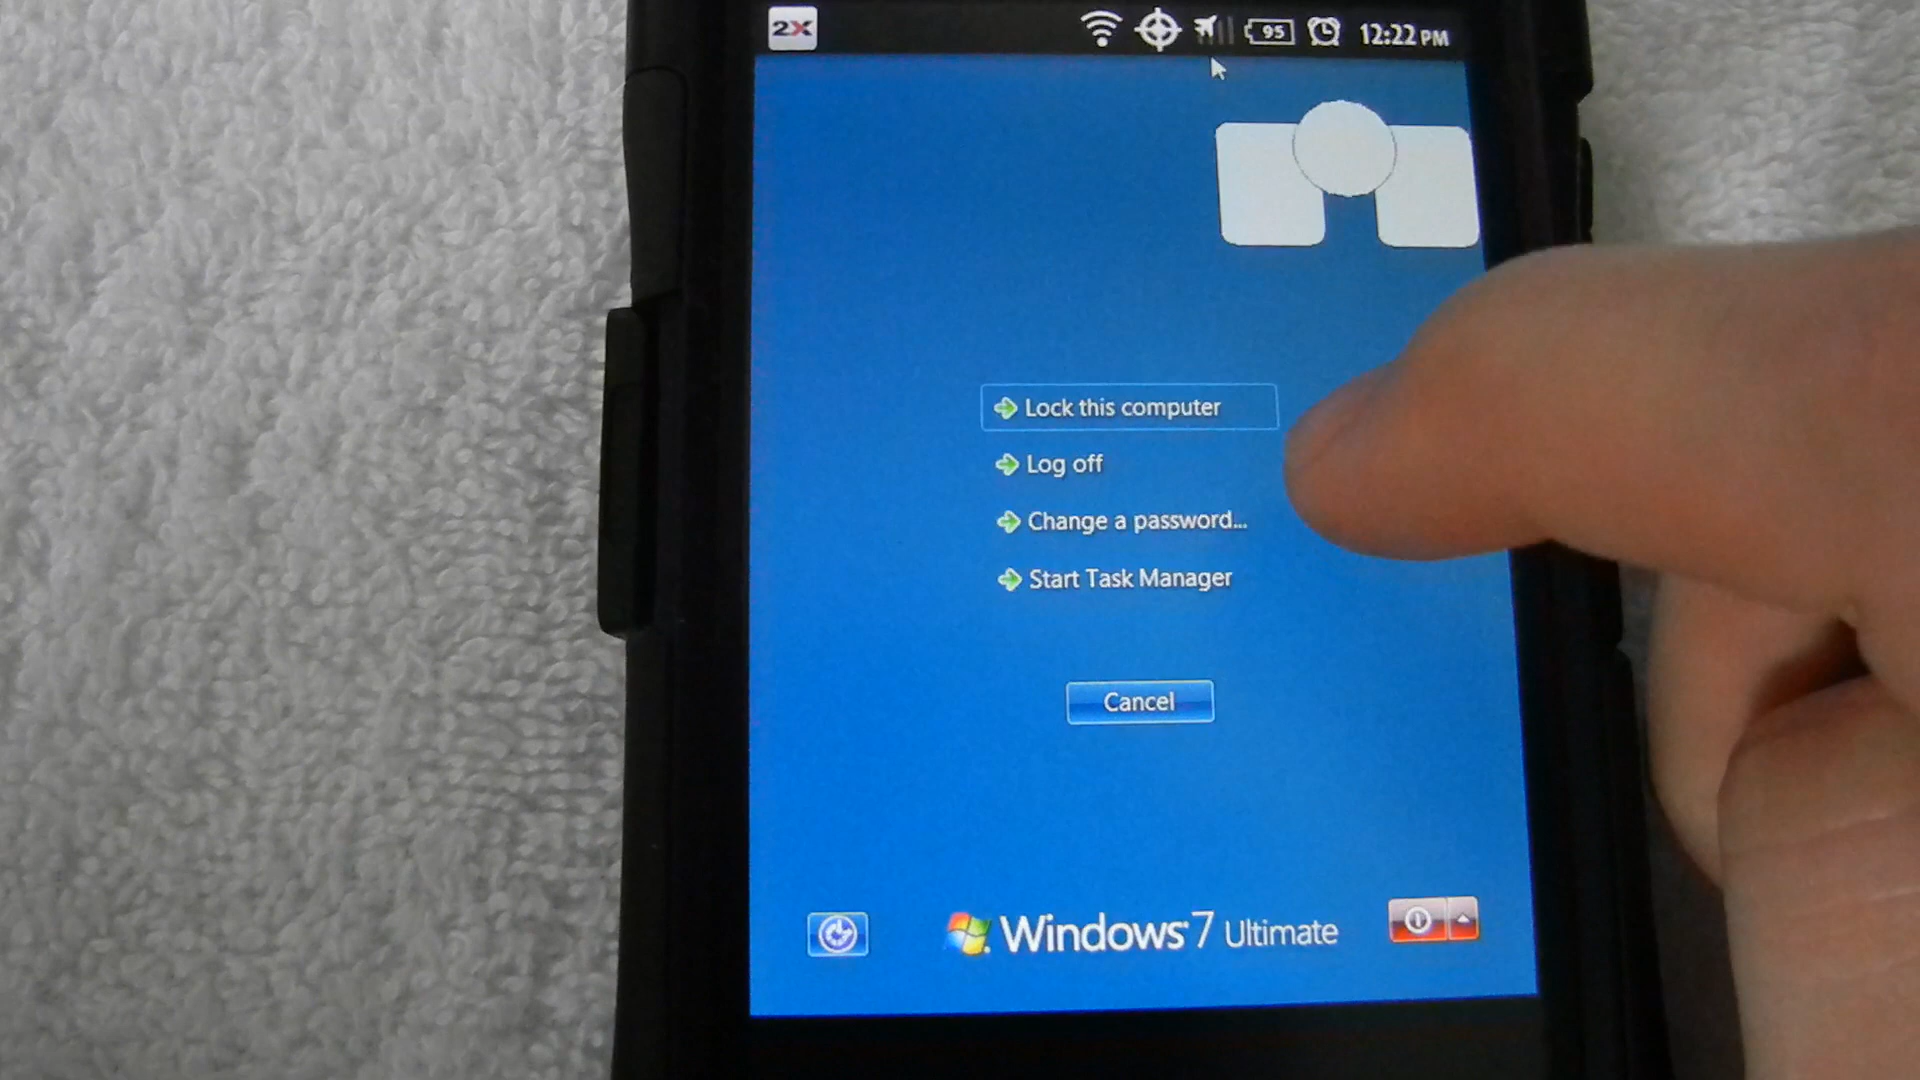 2X
95
12:22 PM
Lock this computer
Log off
Change a password...
Start Task Manager
Cancel
Windows 7 Ultimate